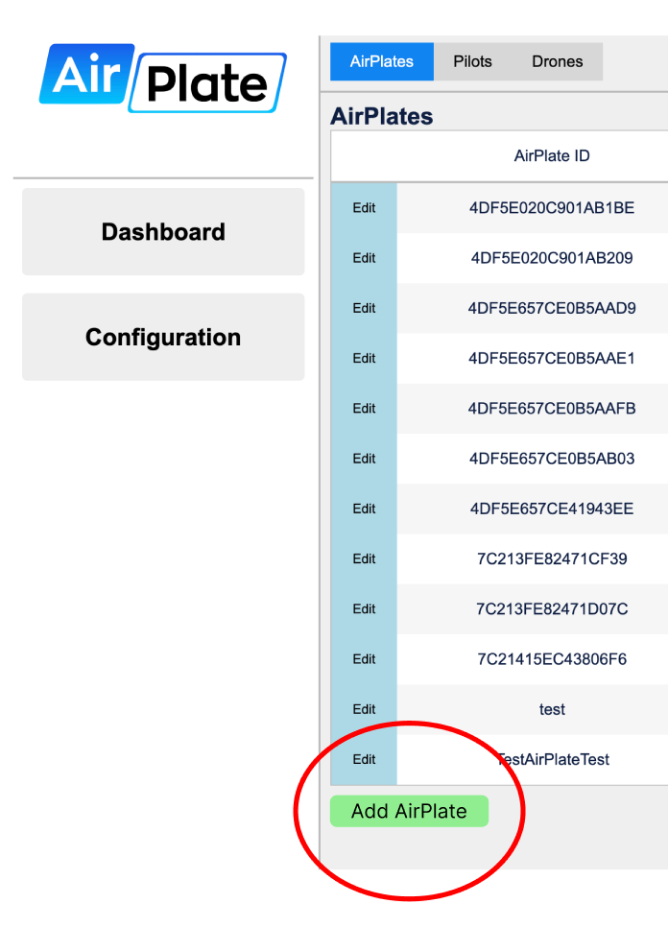 Air Plate
AirPlates Pilots Drones
AirPlates
AirPlate ID
Dashboard
Configuration
Edit 4DF5E020C901AB1BE
Edit 4DF5E020C901AB209
Edit 4DF5E657CE0B5AAD9
Edit 4DF5E657CE0B5AAE1
Edit 4DF5E657CE0B5AAFB
Edit 4DF5E657CE0B5AB03
Edit 4DF5E657CE41943EE
Edit 7C213FE82471CF39
Edit 7C213FE82471D07C
Edit 7C21415EC43806F6
Edit test
Edit TestAirPlateTest
Add AirPlate